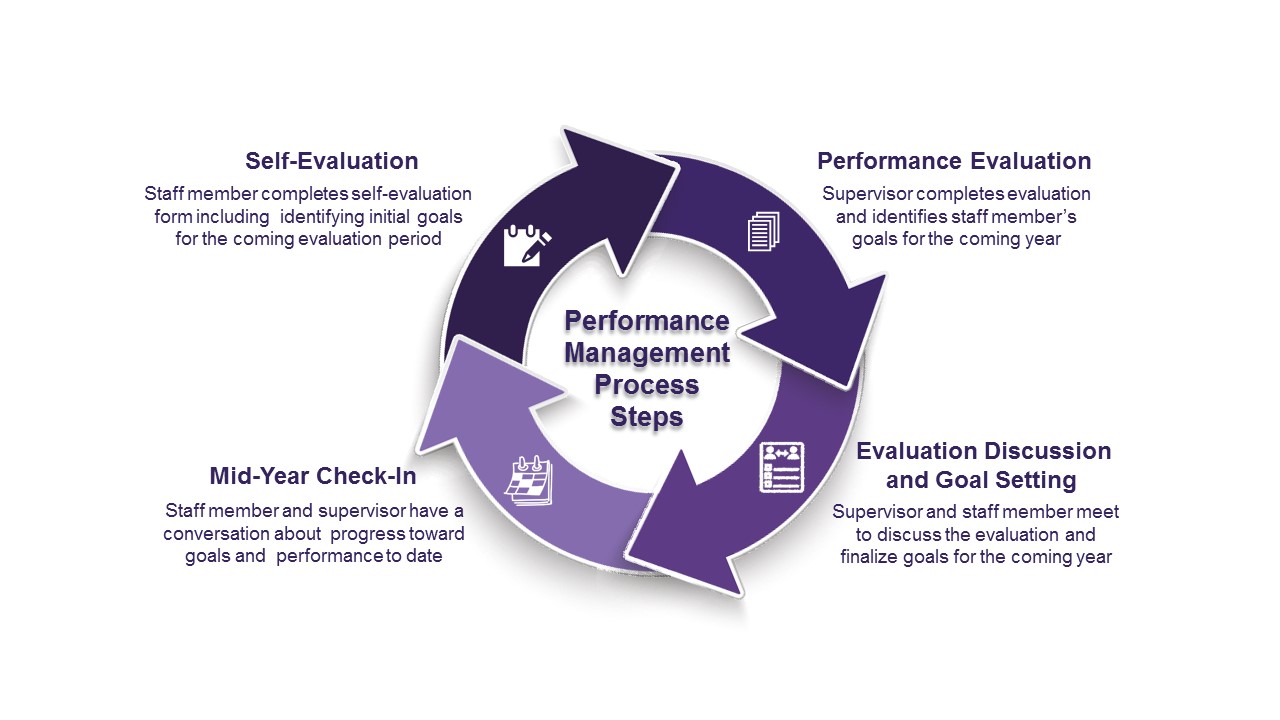 Self-Evaluation
Staff member completes self-evaluation
form including identifying initial goals
for the coming evaluation period
Performance Evaluation
Supervisor completes evaluation
and identifies staff member’s
goals for the coming year
Performance
Management
Process
Steps
Mid-Year Check-In
Staff member and supervisor have a
conversation about progress toward
goals and performance to date
Evaluation Discussion
and Goal Setting
Supervisor and staff member meet
to discuss the evaluation and
finalize goals for the coming year